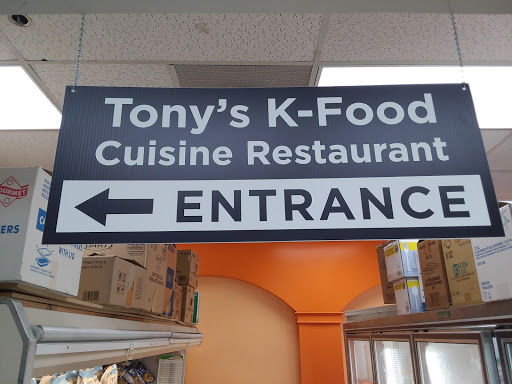 Tony's K-Food
Cuisine Restaurant
ENTRANCE